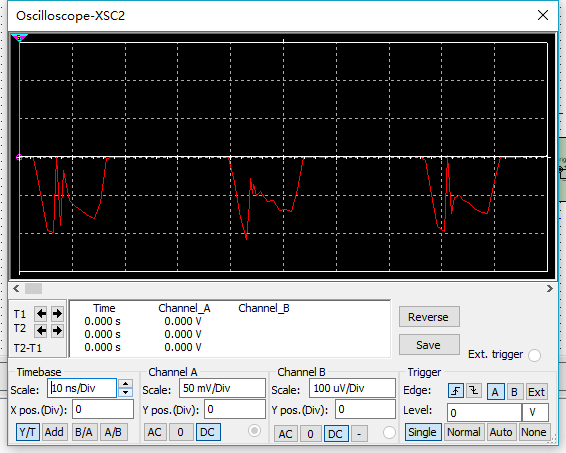 Oscilloscope-XSC2
Time Channel_A Channel_B
T1 0.000 s 0.000 V
T2 0.000 s 0.000 V
T2-T1 0.000 s 0.000 V
Reverse
Save
Ext. trigger
Timebase
Scale: 10 ns/Div
X pos.(Div): 0
Y/T Add B/A A/B
Channel A
Scale: 50 mV/Div
Y pos.(Div): 0
AC 0 DC
Channel B
Scale: 100 uV/Div
Y pos.(Div): 0
AC 0 DC -
Trigger
Edge: A B Ext
Level: 0 V
Single Normal Auto None